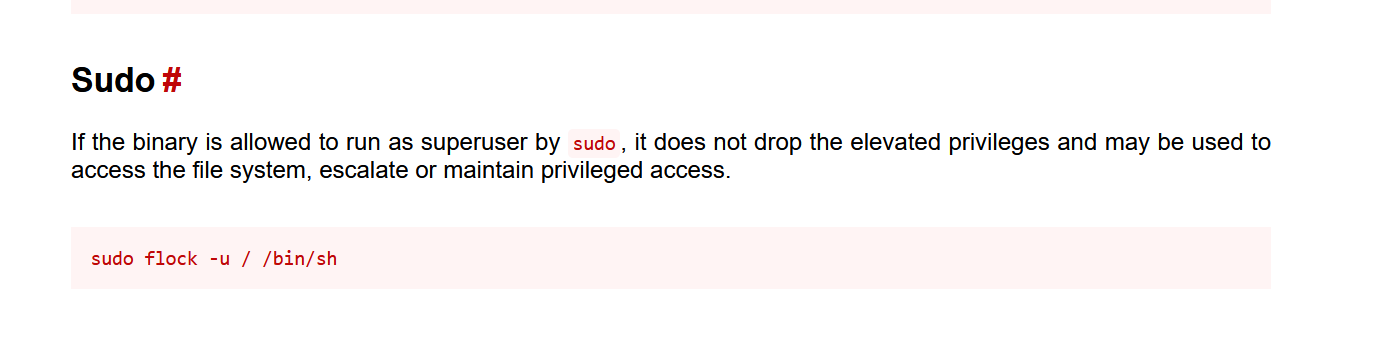 Sudo #
If the binary is allowed to run as superuser by sudo, it does not drop the elevated privileges and may be used to
access the file system, escalate or maintain privileged access.
sudo flock -u / /bin/sh